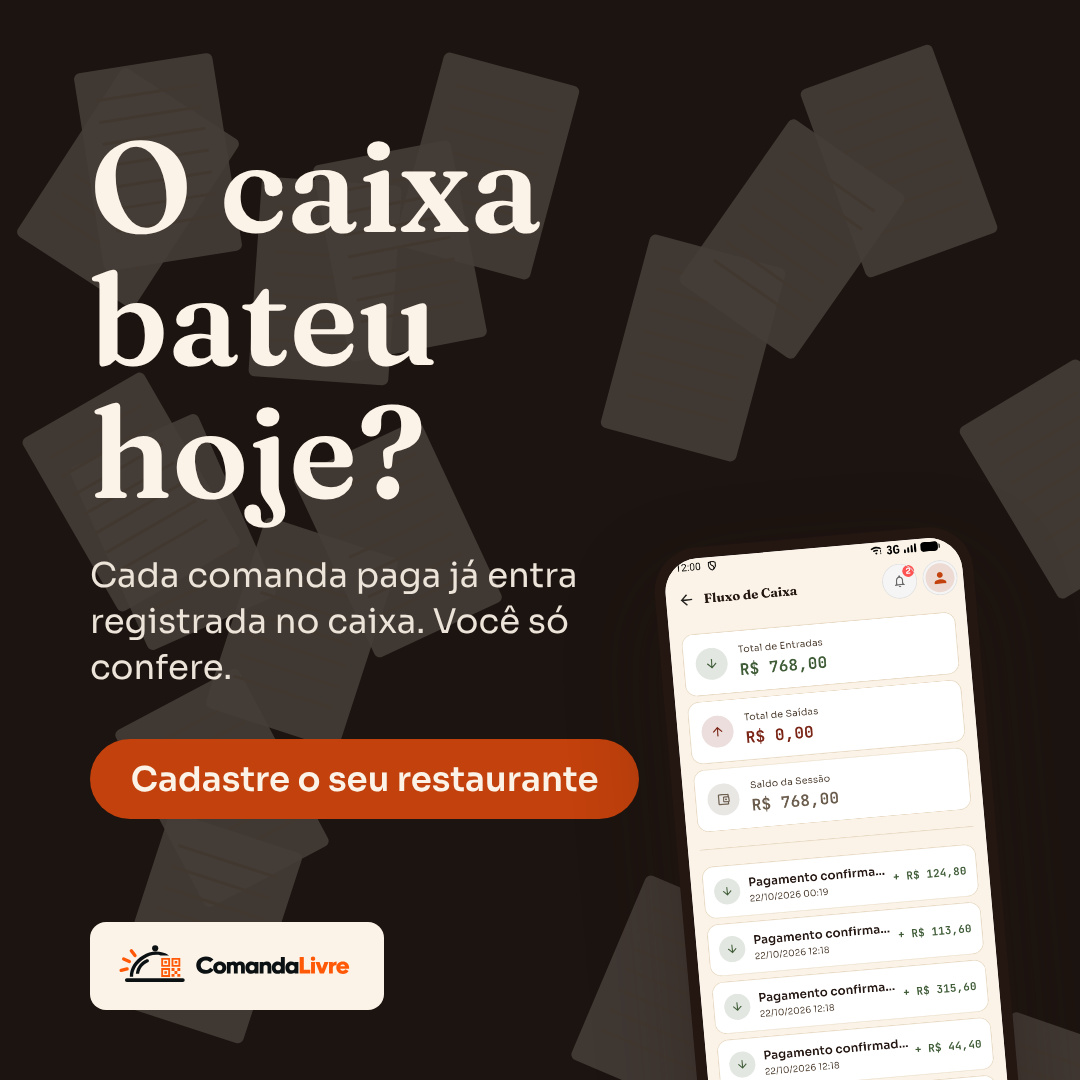 O caixa
bateu
hoje?
Cada comanda paga já entra
registrada no caixa. Você só
confere.
Cadastre o seu restaurante
ComandaLivre
12:00 3G
Fluxo de Caixa
2
Total de Entradas
R$ 768,00
Total de Saídas
R$ 0,00
Saldo da Sessão
R$ 768,00
Pagamento confirma... + R$ 124,80
22/10/2026 00:19
Pagamento confirma... + R$ 113,60
22/10/2026 12:18
Pagamento confirma... + R$ 315,60
22/10/2026 12:18
Pagamento confirmad... + R$ 44,40
22/10/2026 12:18